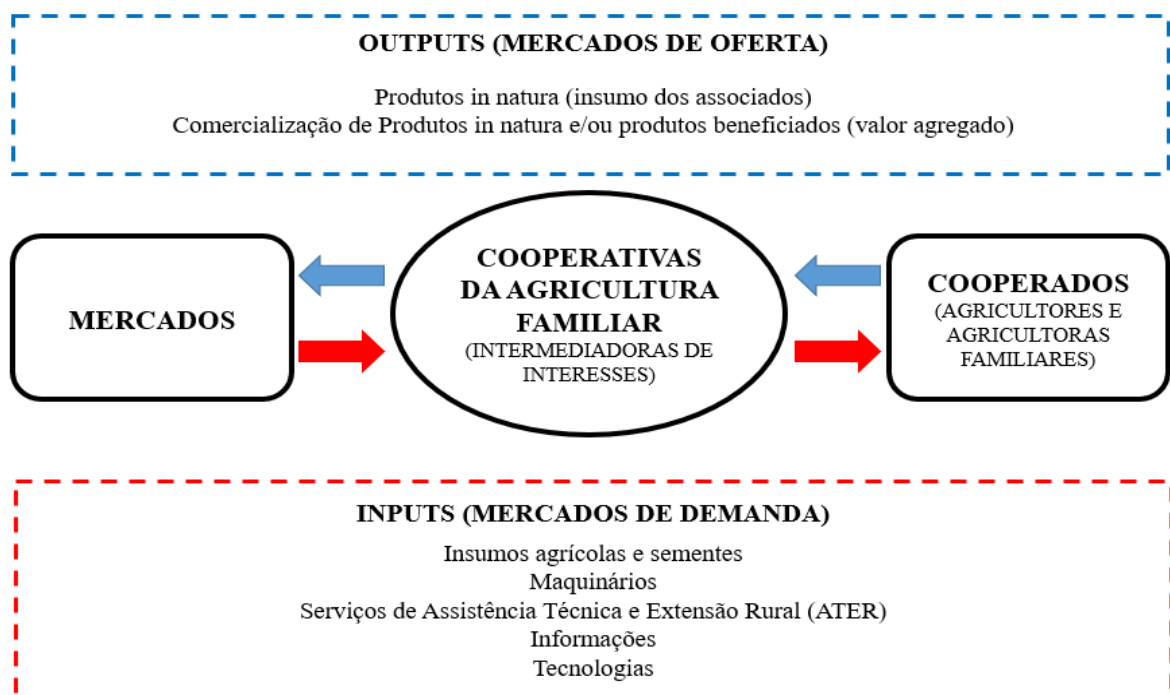 OUTPUTS (MERCADOS DE OFERTA)
Produtos in natura (insumo dos associados)
Comercialização de Produtos in natura e/ou produtos beneficiados (valor agregado)
MERCADOS
COOPERATIVAS
DA AGRICULTURA
FAMILIAR
(INTERMEDIADORAS DE
INTERESSES)
COOPERADOS
(AGRICULTORES E
AGRICULTORAS
FAMILIARES)
INPUTS (MERCADOS DE DEMANDA)
Insumos agrícolas e sementes
Maquinários
Serviços de Assistência Técnica e Extensão Rural (ATER)
Informações
Tecnologias